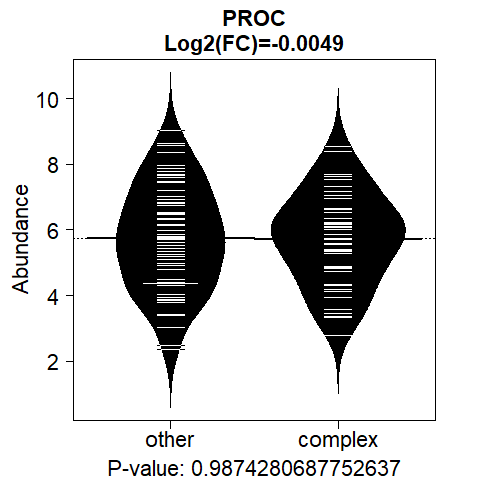 PROC
Log2(FC)=-0.0049
Abundance
10
8
6
4
2
other complex
P-value: 0.9874280687752637